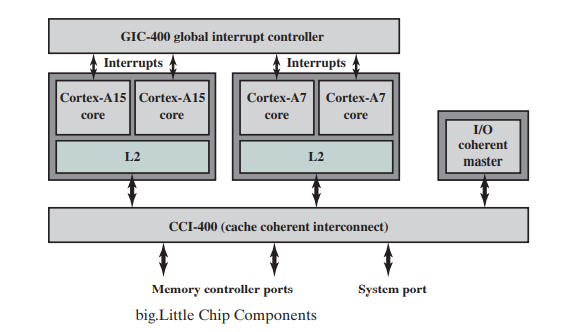 GIC-400 global interrupt controller
Interrupts
Interrupts
Cortex-A15 core
Cortex-A15 core
Cortex-A7 core
Cortex-A7 core
L2
L2
I/O
coherent
master
CCI-400 (cache coherent interconnect)
Memory controller ports
System port
big.Little Chip Components